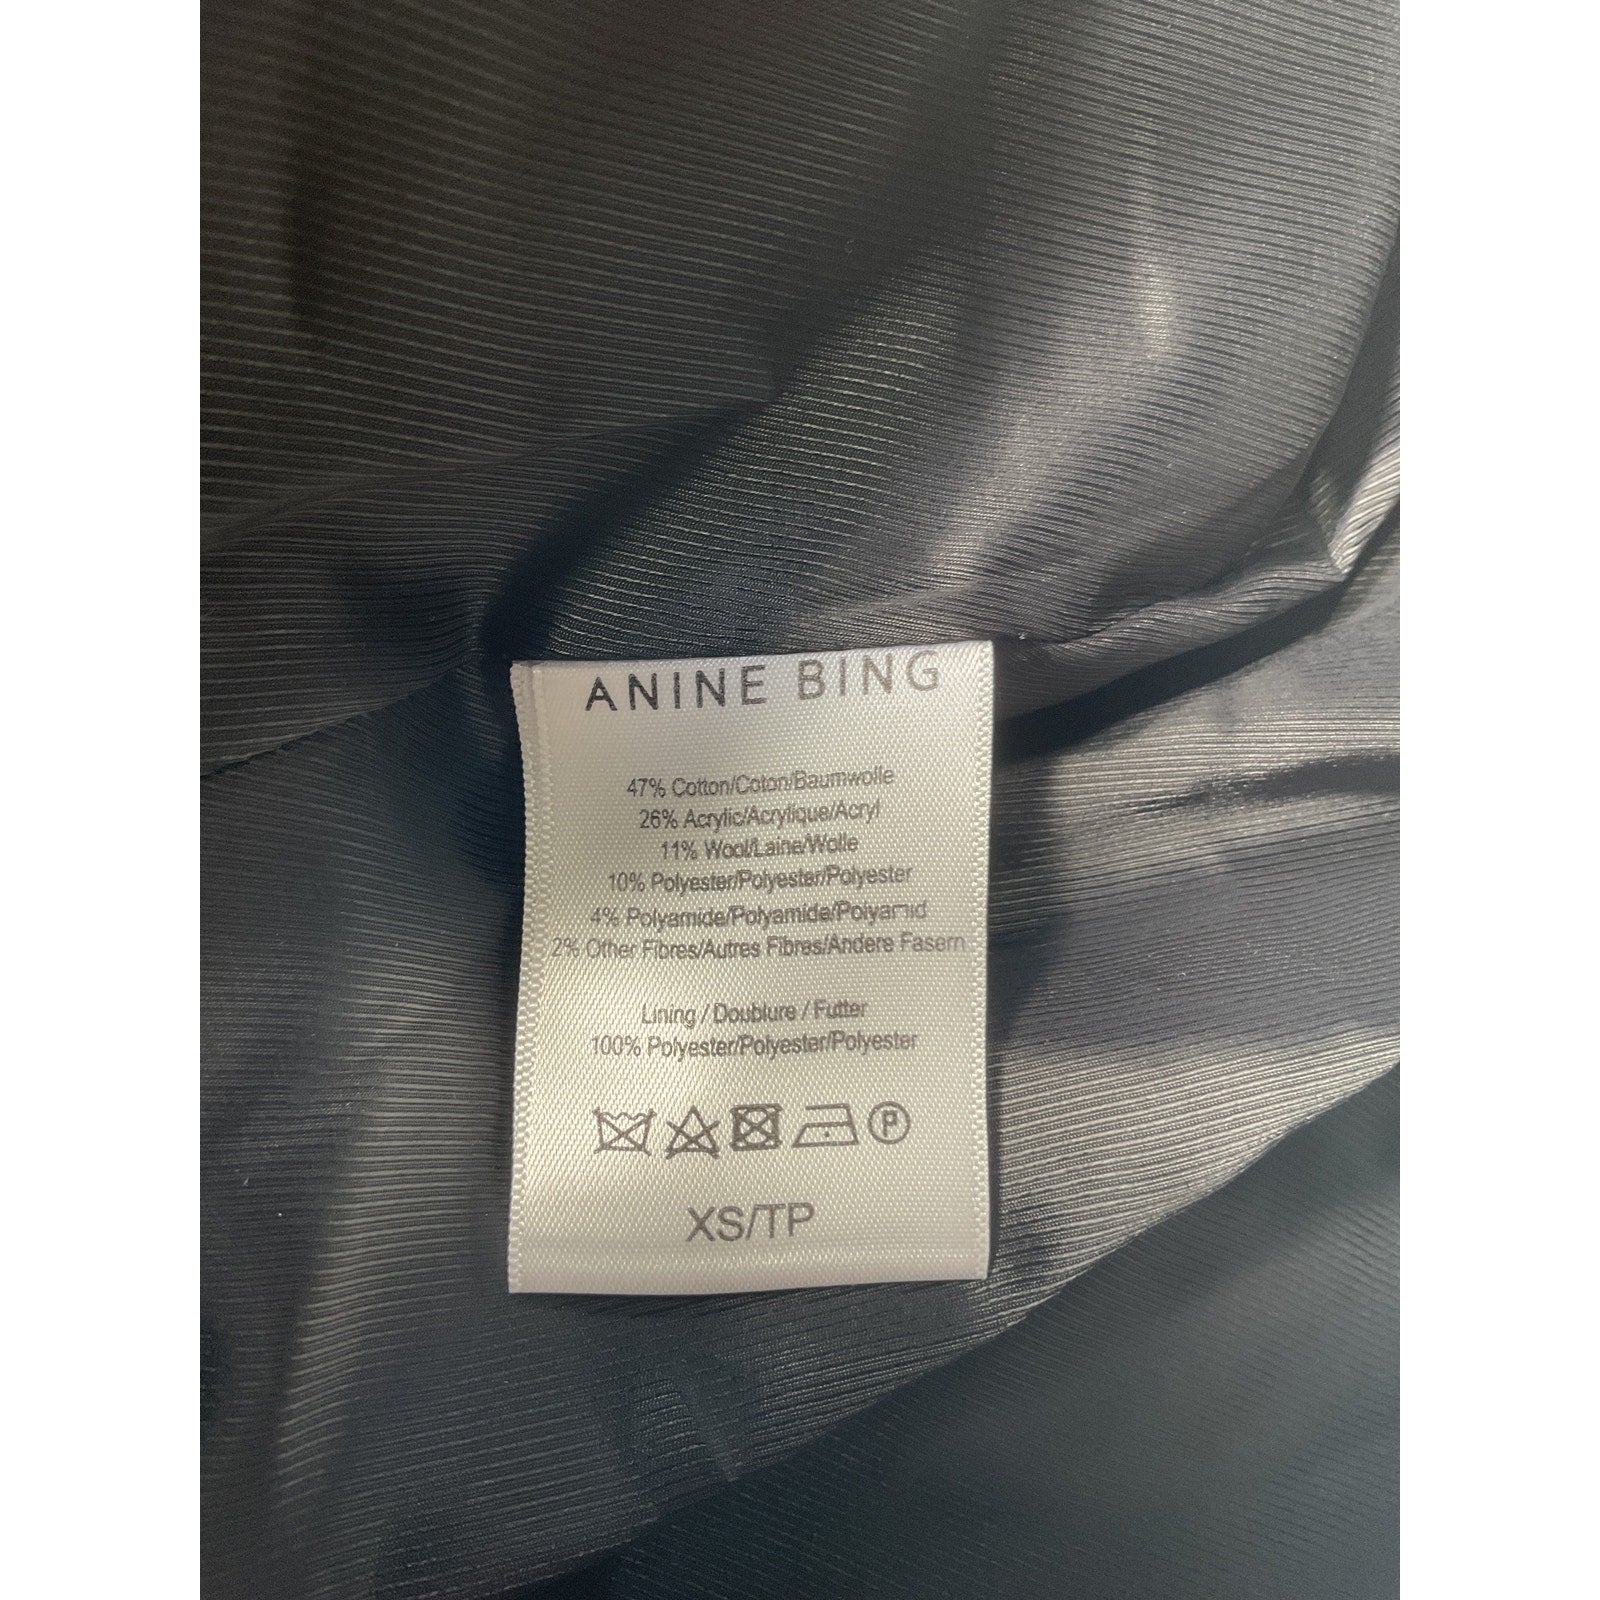 ANINE BING
47% Cotton/Coton/Baumwolle
26% Acrylic/Acrylique/Acryl
11% Wool/Laine/Wolle
10% Polyester/Polyester/Polyester
4% Polyamide/Polyamide/Polyamid
2% Other Fibres/Autres Fibres/Andere Fasern
Lining / Doublure / Futter
100% Polyester/Polyester/Polyester
P
XS/TP